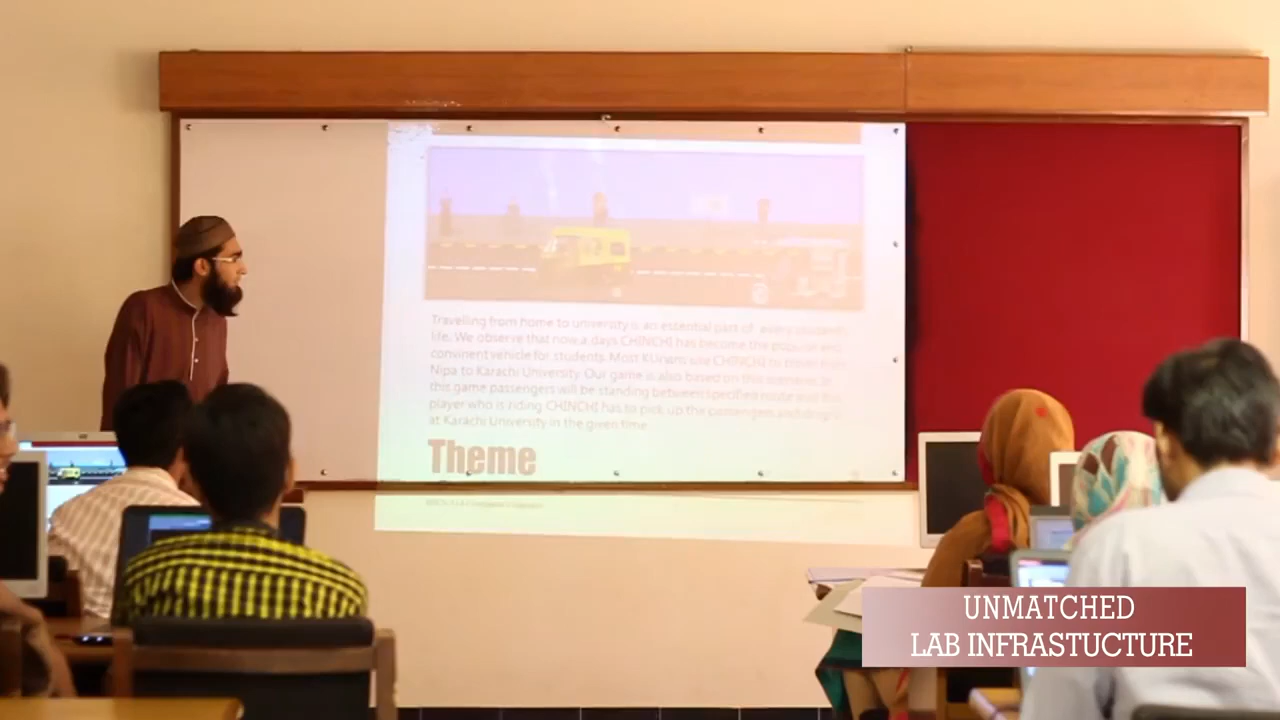 Travelling from home to university is an essential part of every students
life. We observe that now a days CHINCHI has become the popular and
convinent vehicle for students. Most KUians use CHINCHI to travel from
Nipa to Karachi University. Our game is also based on this scenario. In
this game passengers will be standing between specified route and the
player who is riding CHINCHI has to pick up the passengers and drop
at Karachi University in the given time.
Theme
UNMATCHED
LAB INFRASTUCTURE